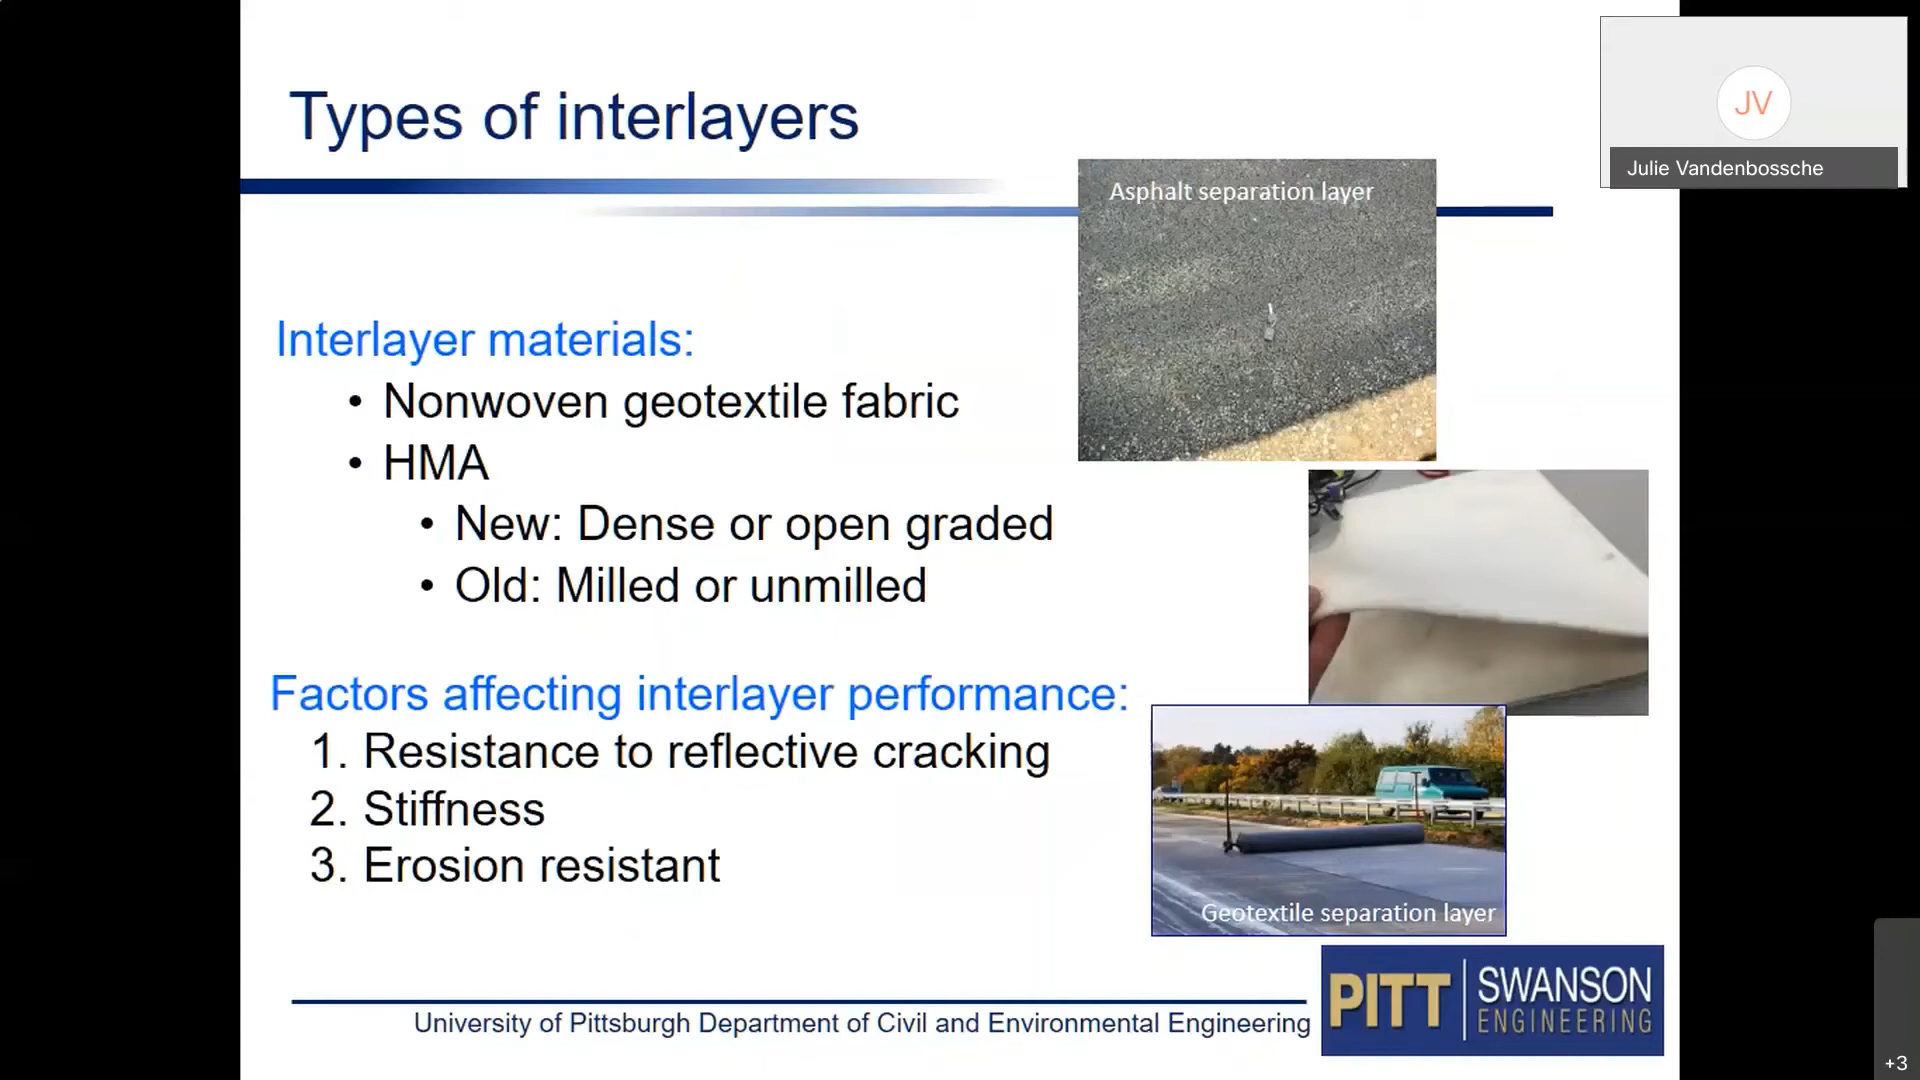 Types of interlayers
JV
Julie Vandenbossche
Asphalt separation layer
Interlayer materials:
• Nonwoven geotextile fabric
• HMA
• New: Dense or open graded
• Old: Milled or unmilled
Factors affecting interlayer performance:
1. Resistance to reflective cracking
2. Stiffness
3. Erosion resistant
Geotextile separation layer
University of Pittsburgh Department of Civil and Environmental Engineering
PITT
SWANSON
ENGINEERING
+3